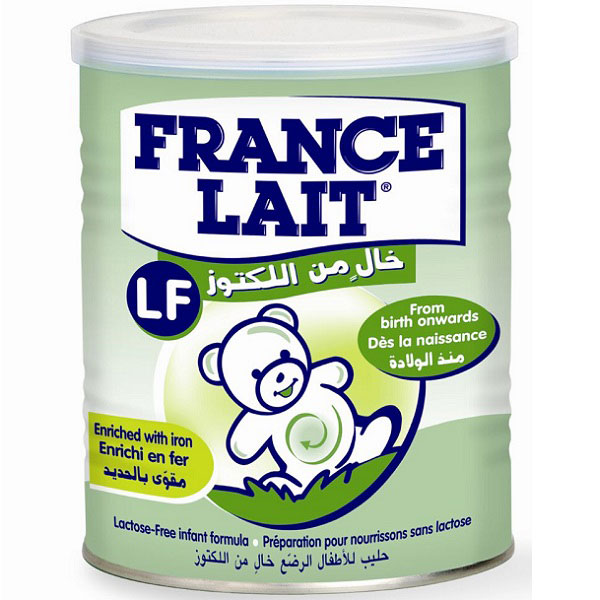 FRANCE
LAIT®
خالٍ من اللكتوز
LF
From
birth onwards
Dès la naissance
منذ الولادة
Enriched with iron
Enrichi en fer
مقوّى بالحديد
Lactose-Free infant formula • Préparation pour nourrissons sans lactose
حليب للأطفال الرضّع خالٍ من اللكتوز